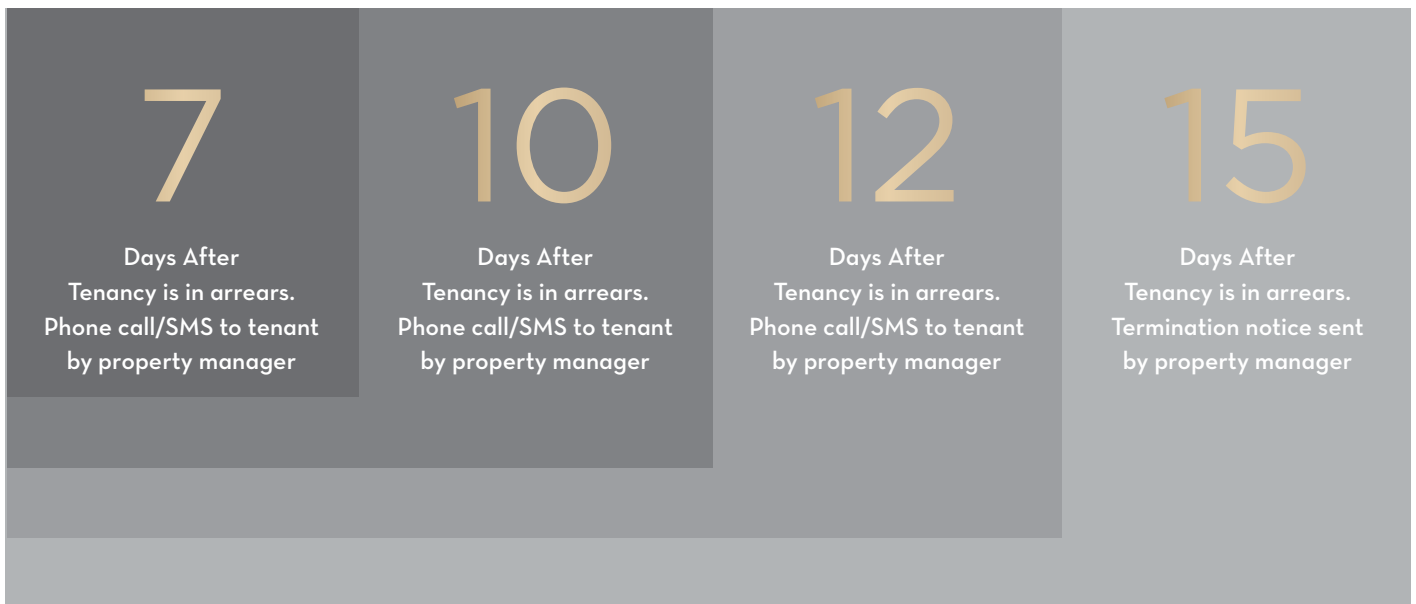 7
Days After
Tenancy is in arrears.
Phone call/SMS to tenant
by property manager
10
Days After
Tenancy is in arrears.
Phone call/SMS to tenant
by property manager
12
Days After
Tenancy is in arrears.
Phone call/SMS to tenant
by property manager
15
Days After
Tenancy is in arrears.
Termination notice sent
by property manager